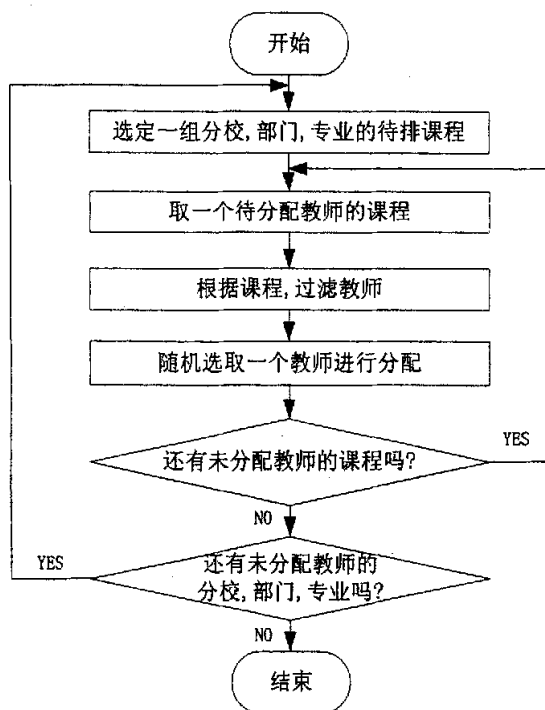 开始
选定一组分校,部门,专业的待排课程
取一个待分配教师的课程
根据课程,过滤教师
随机选取一个教师进行分配
还有未分配教师的课程吗?
YES
NO
还有未分配教师的
分校,部门,专业吗?
YES
NO
结束